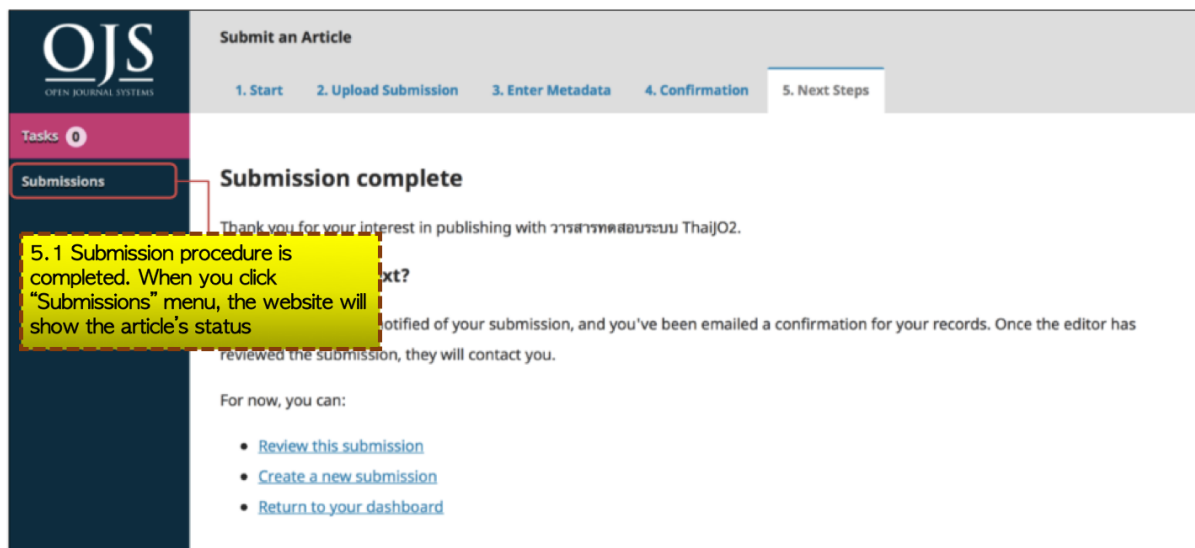 OJS
OPEN JOURNAL SYSTEMS
Submit an Article
1. Start 2. Upload Submission 3. Enter Metadata 4. Confirmation 5. Next Steps
Tasks 0
Submissions
Submission complete
Thank you for your interest in publishing with วารสารทดสอบระบบ ThaiJO2.
5.1 Submission procedure is
completed. When you click
“Submissions” menu, the website will
show the article’s status
xt?
notified of your submission, and you've been emailed a confirmation for your records. Once the editor has
reviewed the submission, they will contact you.
For now, you can:
• Review this submission
• Create a new submission
• Return to your dashboard